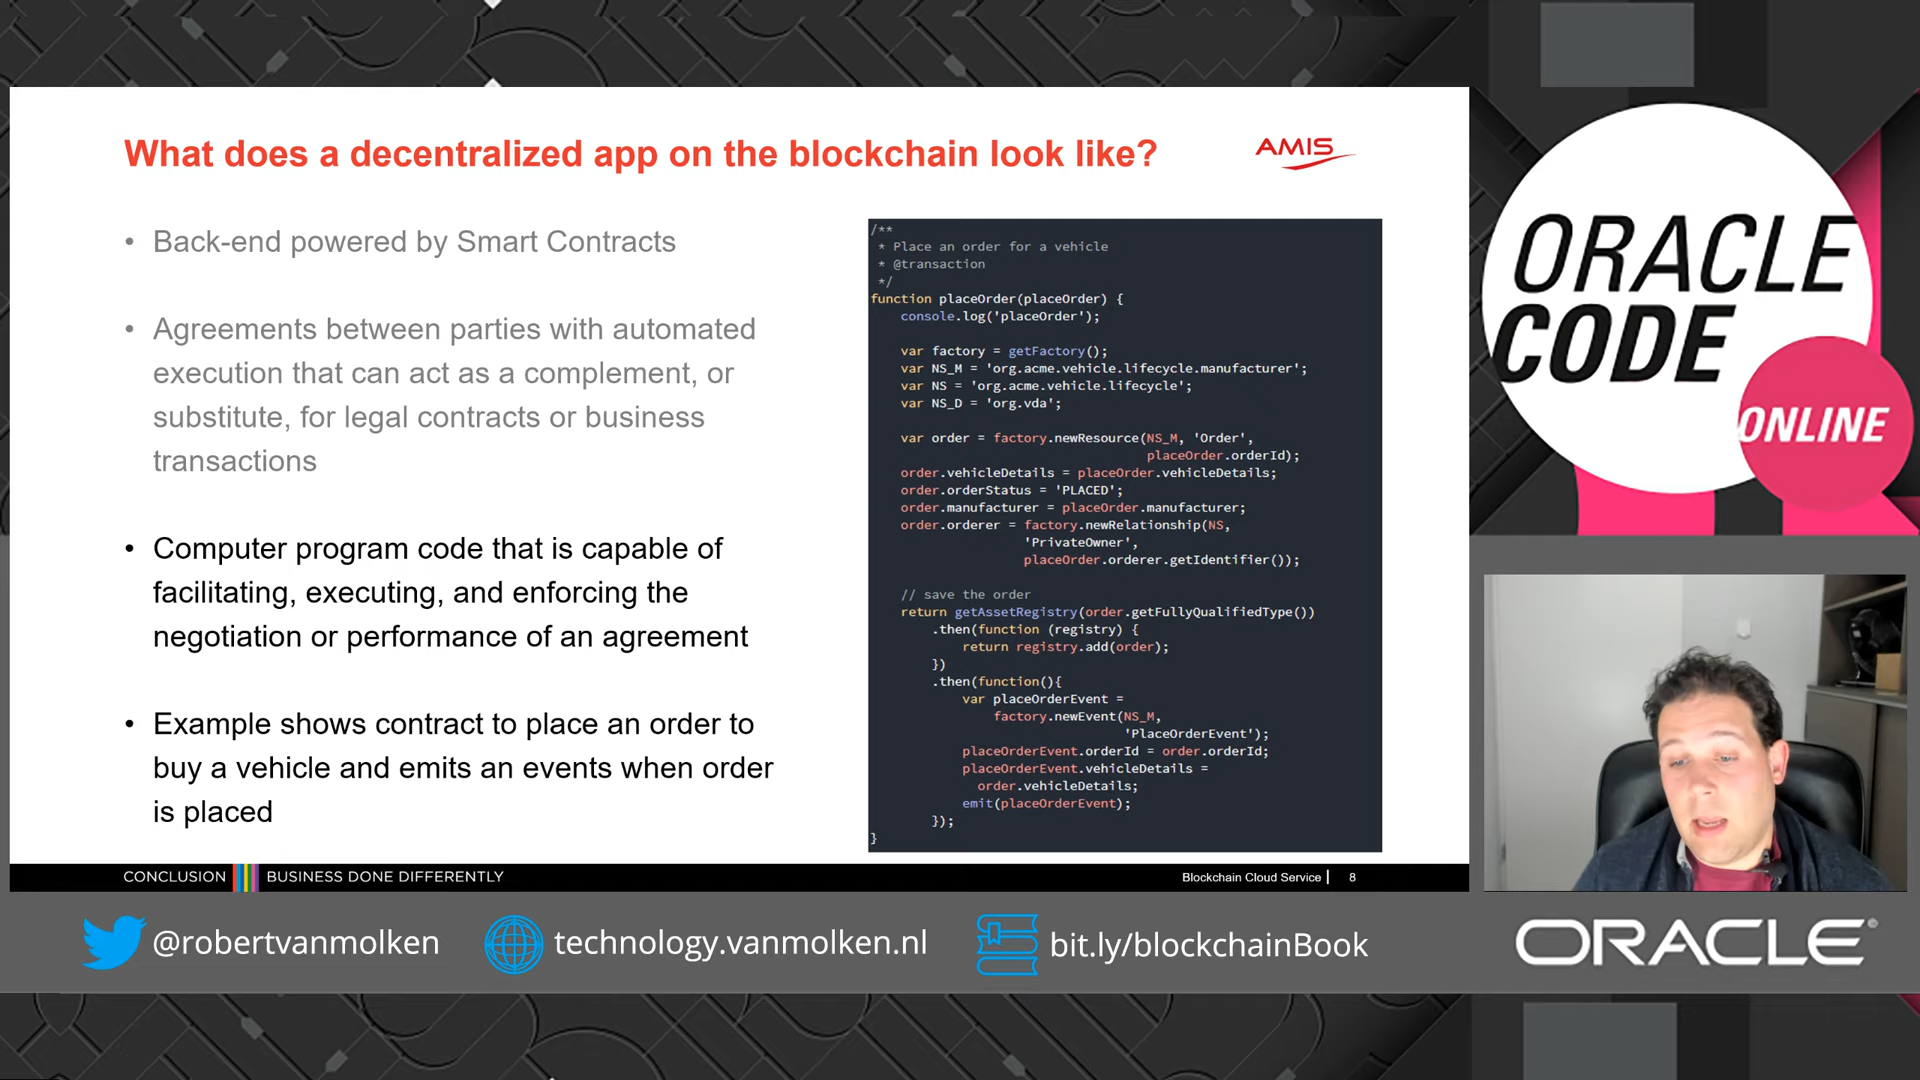 What does a decentralized app on the blockchain look like?
AMIS
• Back-end powered by Smart Contracts
• Agreements between parties with automated
execution that can act as a complement, or
substitute, for legal contracts or business
transactions
• Computer program code that is capable of
facilitating, executing, and enforcing the
negotiation or performance of an agreement
• Example shows contract to place an order to
buy a vehicle and emits an events when order
is placed
/**
* Place an order for a vehicle
* @transaction
*/
function placeOrder(placeOrder) {
console.log('placeOrder');
var factory = getFactory();
var NS_M = 'org.acme.vehicle.lifecycle.manufacturer';
var NS = 'org.acme.vehicle.lifecycle';
var NS_D = 'org.vda';
var order = factory.newResource(NS_M, 'Order',
placeOrder.orderId);
order.vehicleDetails = placeOrder.vehicleDetails;
order.orderStatus = 'PLACED';
order.manufacturer = placeOrder.manufacturer;
order.orderer = factory.newRelationship(NS,
'PrivateOwner',
placeOrder.orderer.getIdentifier());
// save the order
return getAssetRegistry(order.getFullyQualifiedType())
.then(function (registry) {
return registry.add(order);
})
.then(function(){
var placeOrderEvent =
factory.newEvent(NS_M,
'PlaceOrderEvent');
placeOrderEvent.orderId = order.orderId;
placeOrderEvent.vehicleDetails =
order.vehicleDetails;
emit(placeOrderEvent);
});
}
CONCLUSION BUSINESS DONE DIFFERENTLY
Blockchain Cloud Service | 8
ORACLE
CODE
ONLINE
@robertvanmolken
technology.vanmolken.nl
bit.ly/blockchainBook
ORACLE®